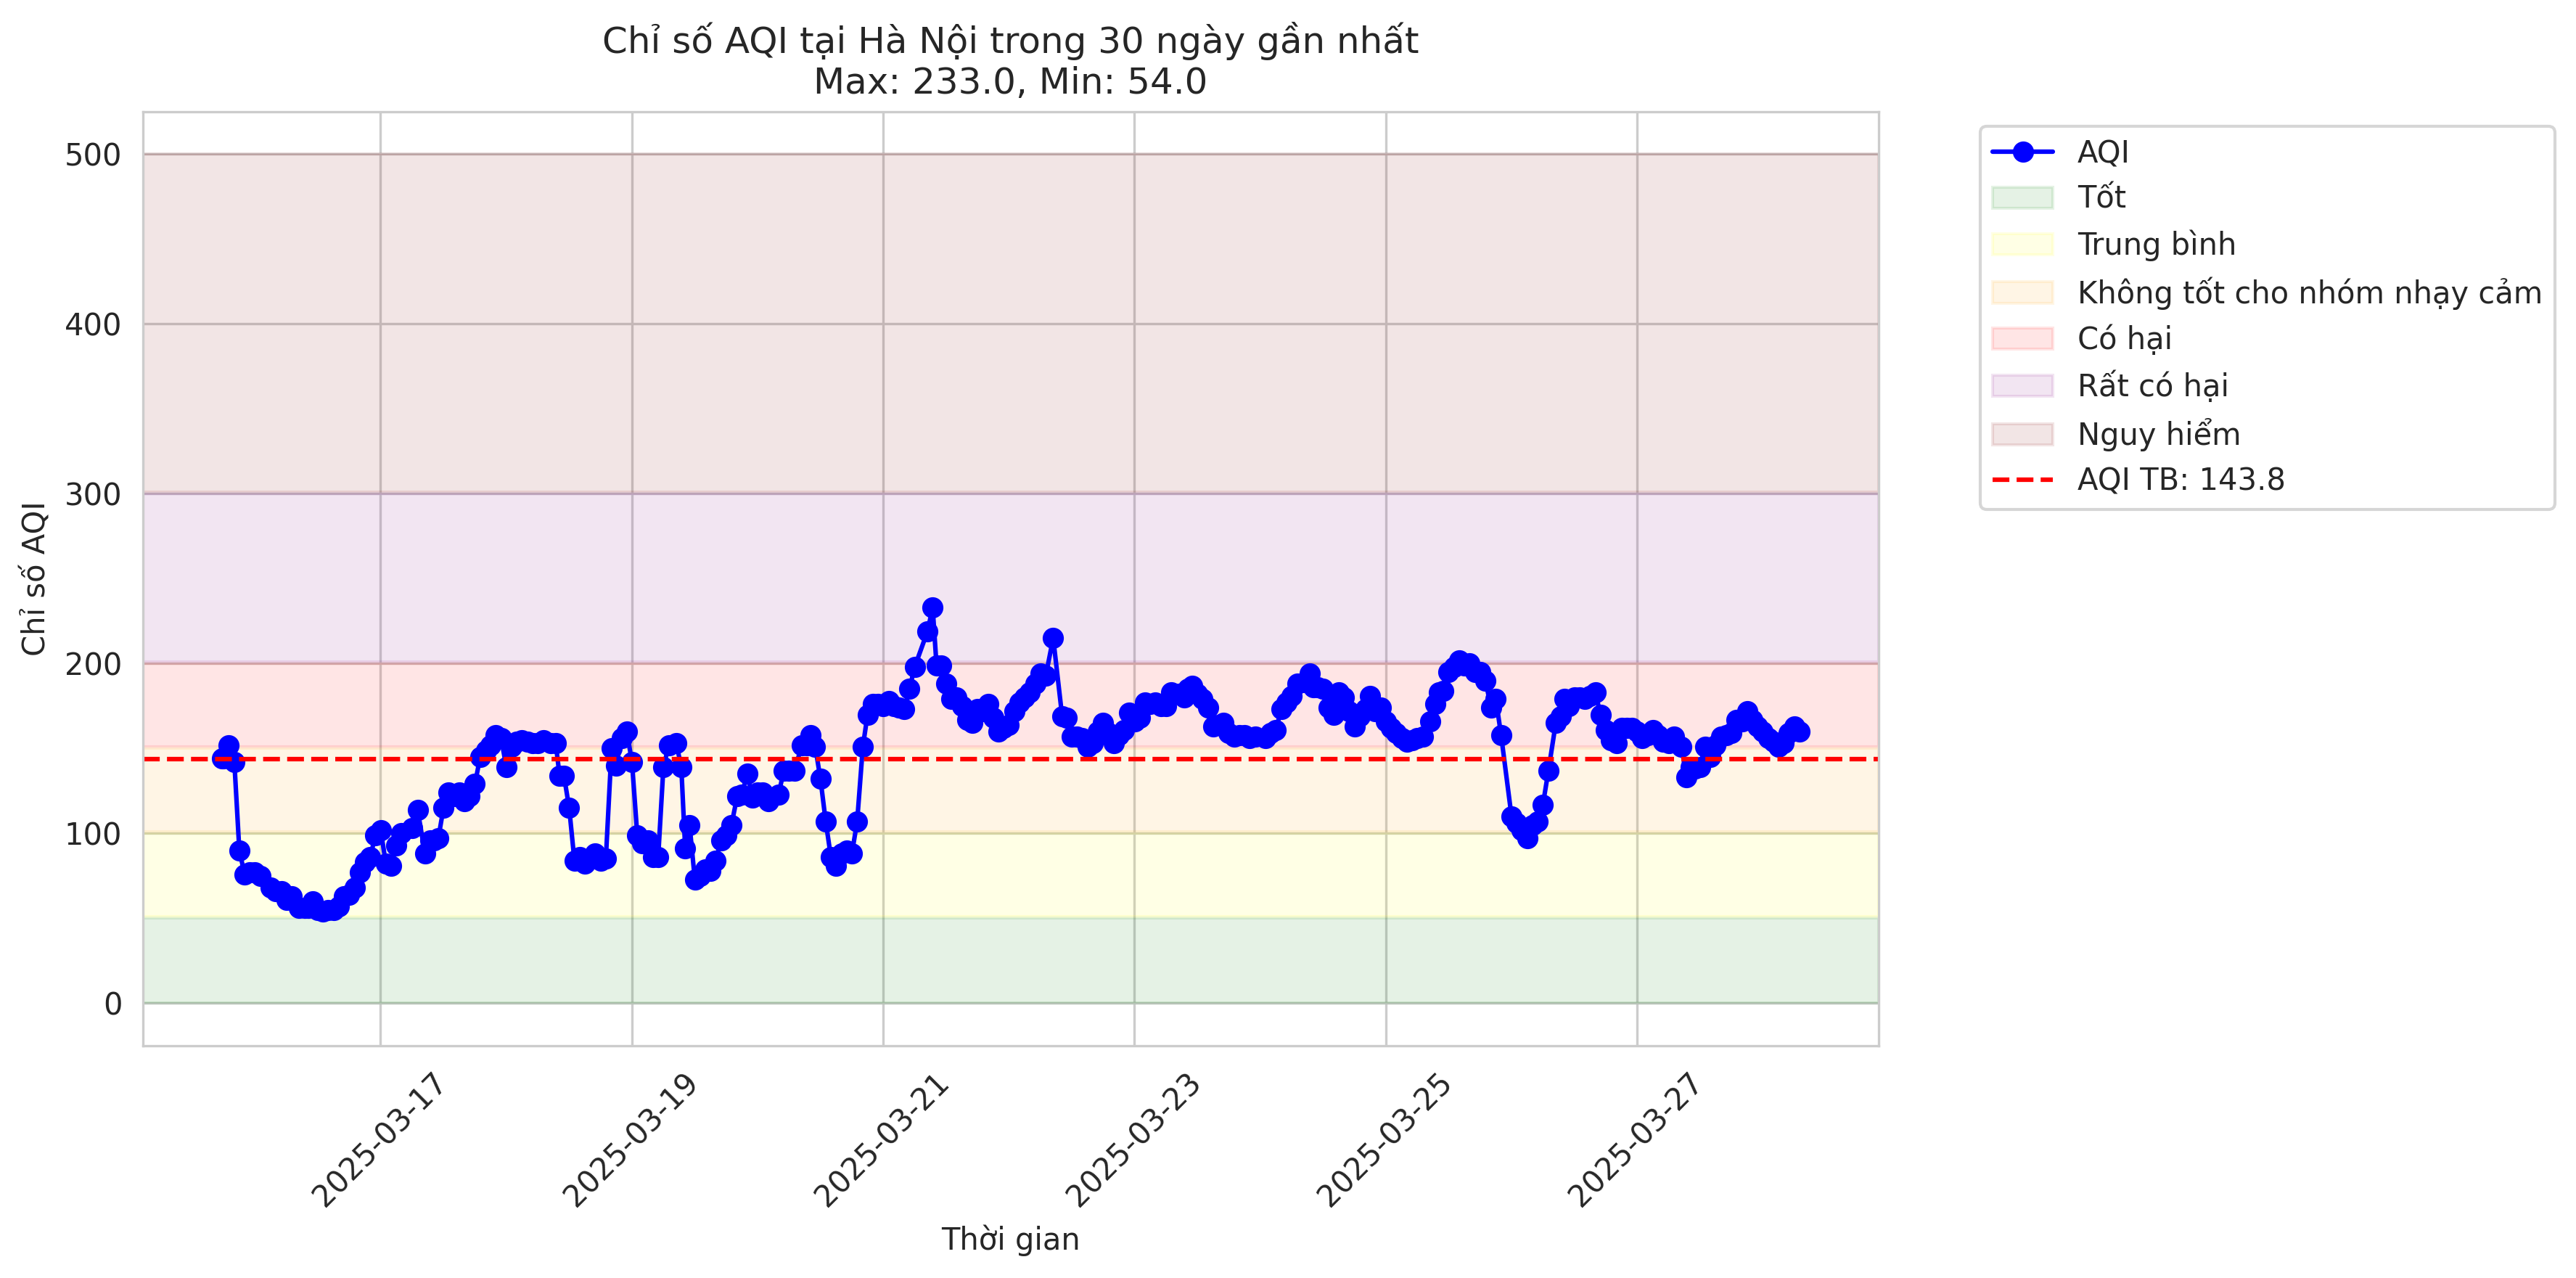 Chỉ số AQI tại Hà Nội trong 30 ngày gần nhất
Max: 233.0, Min: 54.0
Chỉ số AQI
500
400
300
200
100
0
2025-03-17
2025-03-19
2025-03-21
2025-03-23
2025-03-25
2025-03-27
Thời gian
AQI
Tốt
Trung bình
Không tốt cho nhóm nhạy cảm
Có hại
Rất có hại
Nguy hiểm
AQI TB: 143.8